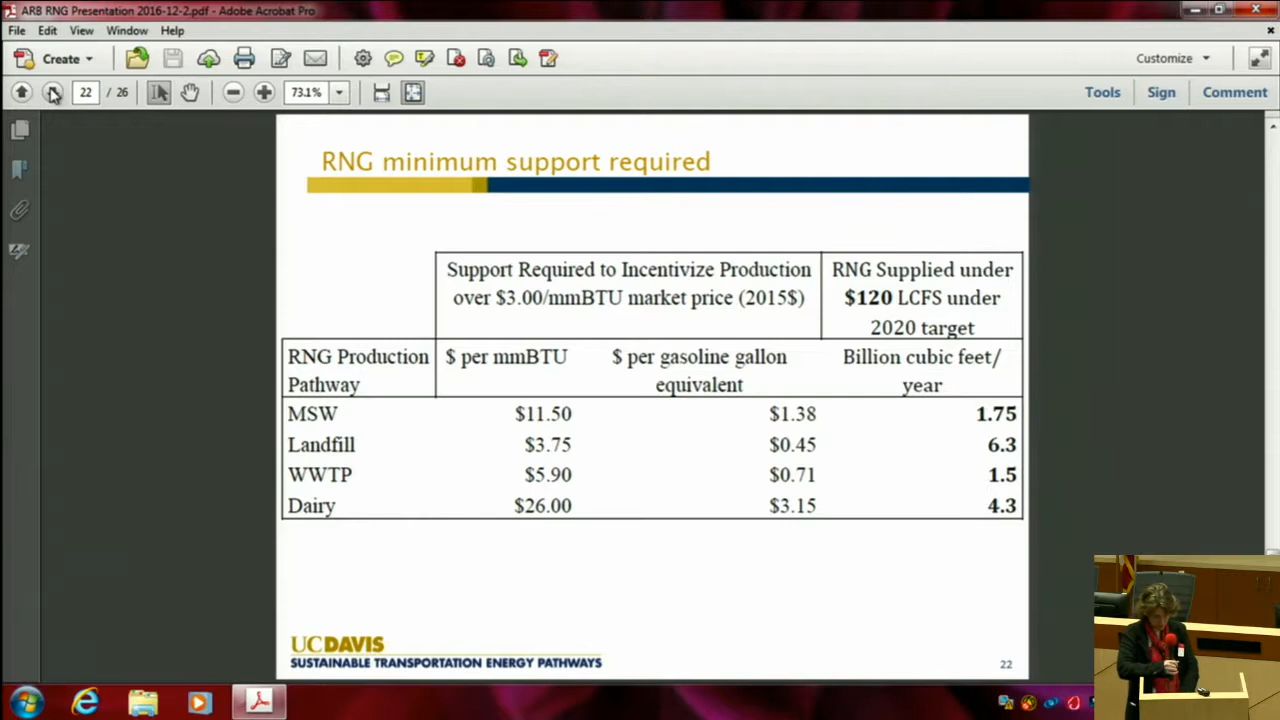 ARB RNG Presentation 2016-12-2.pdf - Adobe Acrobat Pro
File Edit View Window Help
Create Customize
22 / 26 73.1% Tools Sign Comment
RNG minimum support required
Support Required to Incentivize Production RNG Supplied under
over $3.00/mmBTU market price (2015$) $120 LCFS under
2020 target
RNG Production $ per mmBTU $ per gasoline gallon Billion cubic feet/
Pathway equivalent year
MSW $11.50 $1.38 1.75
Landfill $3.75 $0.45 6.3
WWTP $5.90 $0.71 1.5
Dairy $26.00 $3.15 4.3
UCDAVIS
SUSTAINABLE TRANSPORTATION ENERGY PATHWAYS
22